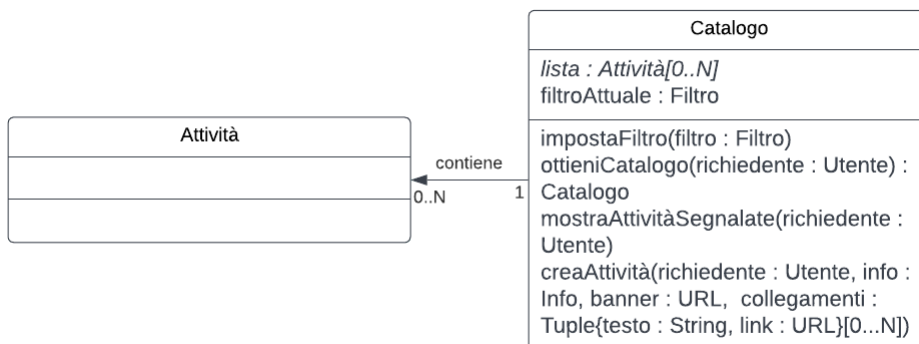 Catalogo
lista : Attività[0..N]
filtroAttuale : Filtro
Attività
impostaFiltro(filtro : Filtro)
ottieniCatalogo(richiedente : Utente) :
Catalogo
mostraAttivitàSegnalate(richiedente :
Utente)
creaAttività(richiedente : Utente, info :
Info, banner : URL, collegamenti :
Tuple{testo : String, link : URL}[0...N])
contiene
0..N
1